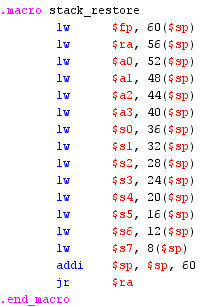 .macro stack_restore
lw $fp, 60($sp)
lw $ra, 56($sp)
lw $a0, 52($sp)
lw $a1, 48($sp)
lw $a2, 44($sp)
lw $a3, 40($sp)
lw $s0, 36($sp)
lw $s1, 32($sp)
lw $s2, 28($sp)
lw $s3, 24($sp)
lw $s4, 20($sp)
lw $s5, 16($sp)
lw $s6, 12($sp)
lw $s7, 8($sp)
addi $sp, $sp, 60
jr $ra
.end_macro